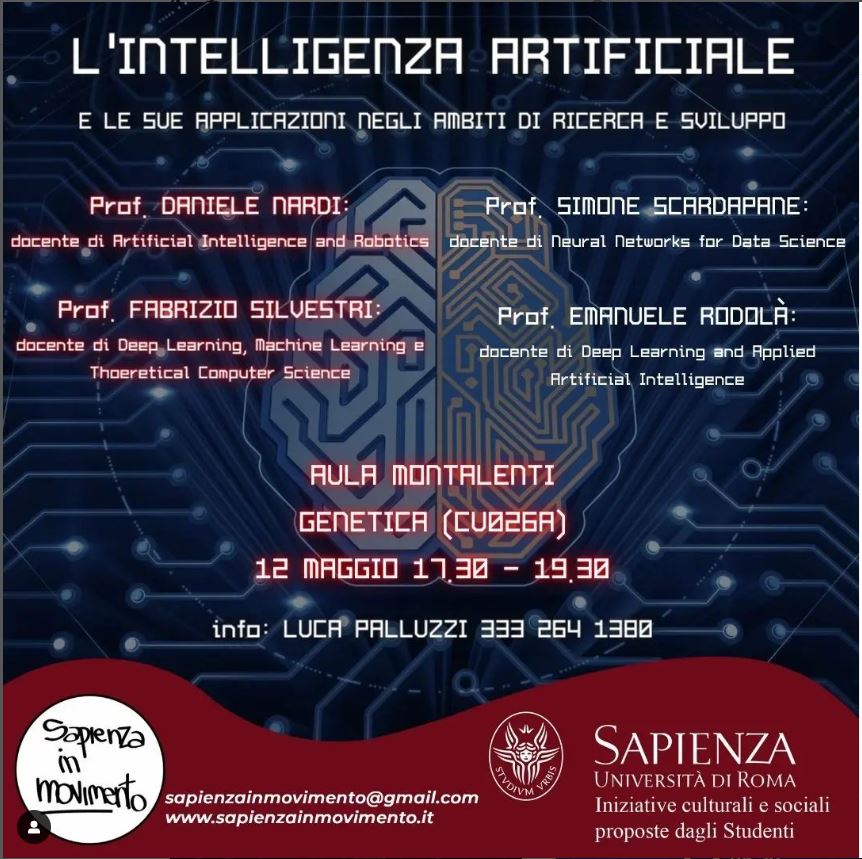 L'INTELLIGENZA ARTIFICIALE
E LE SUE APPLICAZIONI NEGLI AMBITI DI RICERCA E SVILUPPO
Prof. DANIELE NARDI:
docente di Artificial Intelligence and Robotics
Prof. SIMONE SCARDAPANE:
docente di Neural Networks for Data Science
Prof. FABRIZIO SILVESTRI:
docente di Deep Learning, Machine Learning e
Thoeretical Computer Science
Prof. EMANUELE RODOLÀ:
docente di Deep Learning and Applied
Artificial Intelligence
AULA MONTALENTI
GENETICA (CU026A)
12 MAGGIO 17.30 - 19.30
info: LUCA PALLUZZI 333 264 1380
Sapienza
in
movimento
sapienzainmovimento@gmail.com
www.sapienzainmovimento.it
STVDIVM VRBIS
SAPIENZA
UNIVERSITÀ DI ROMA
Iniziative culturali e sociali
proposte dagli Studenti